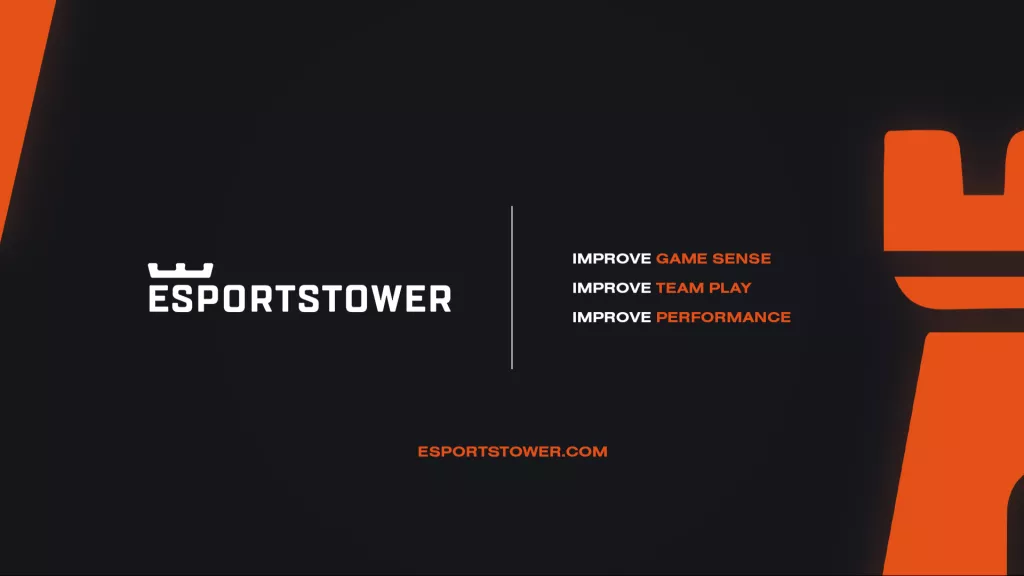 ESPORTSTOWER
IMPROVE GAME SENSE
IMPROVE TEAM PLAY
IMPROVE PERFORMANCE
ESPORTSTOWER.COM